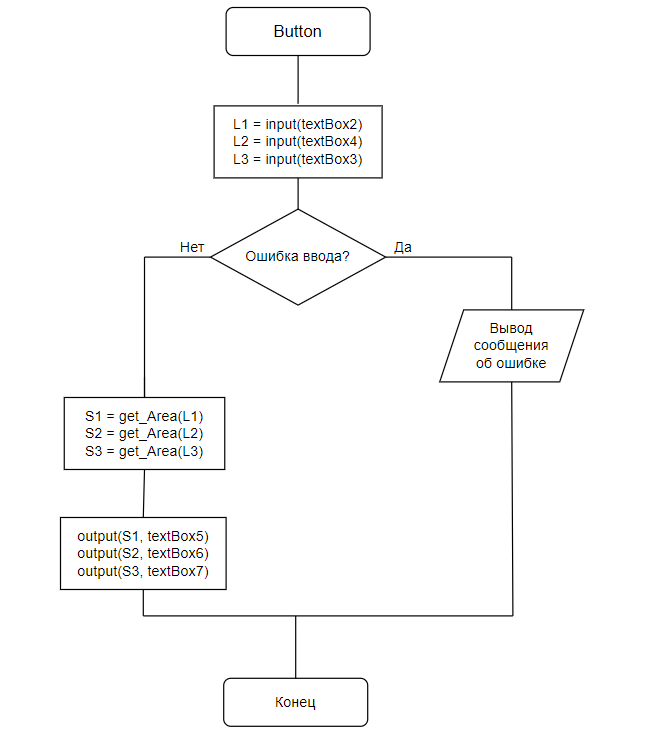 Button
L1 = input(textBox2)
L2 = input(textBox4)
L3 = input(textBox3)
Ошибка ввода?
Нет
Да
Вывод
сообщения
об ошибке
S1 = get_Area(L1)
S2 = get_Area(L2)
S3 = get_Area(L3)
output(S1, textBox5)
output(S2, textBox6)
output(S3, textBox7)
Конец